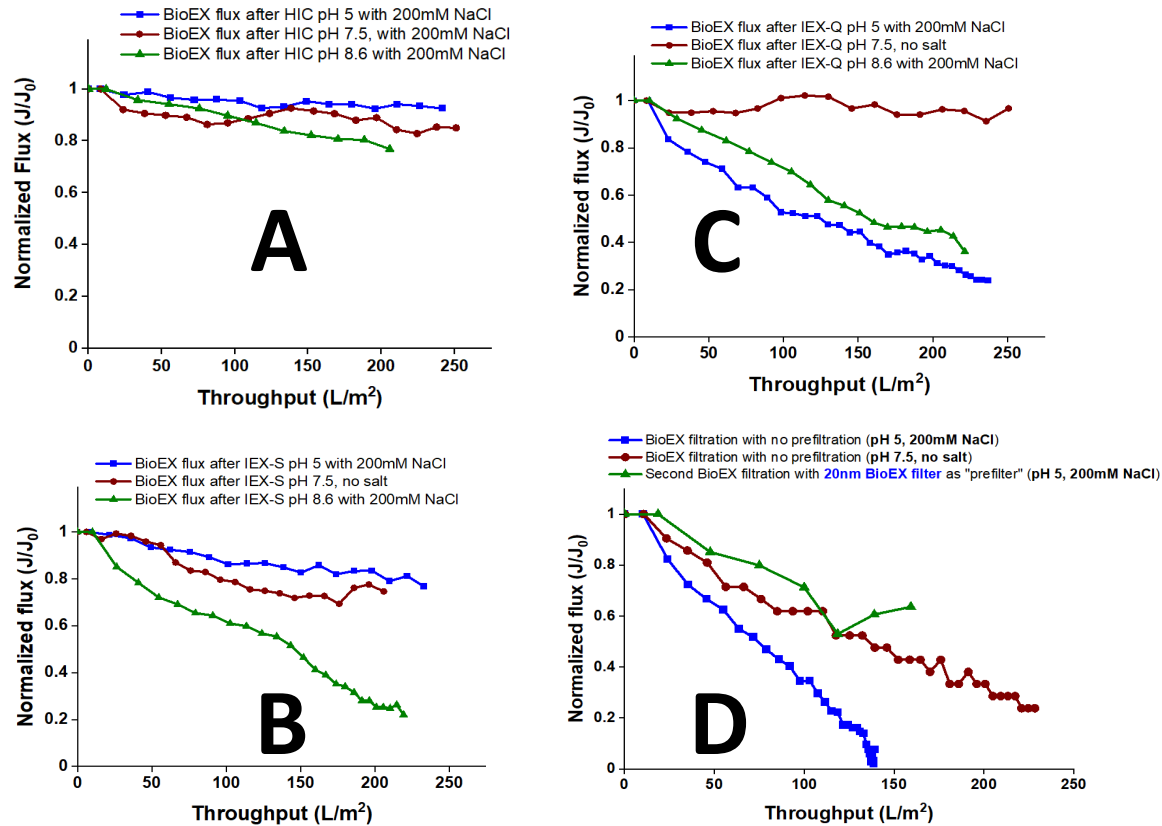 BioEX flux after HIC pH 5 with 200mM NaCl
BioEX flux after HIC pH 7.5, with 200mM NaCl
BioEX flux after HIC pH 8.6 with 200mM NaCl
Normalized Flux (J/J0)
1
0.8
0.6
0.4
0.2
0
0 50 100 150 200 250
Throughput (L/m2)
A
BioEX flux after IEX-S pH 5 with 200mM NaCl
BioEX flux after IEX-S pH 7.5, no salt
BioEX flux after IEX-S pH 8.6 with 200mM NaCl
Normalized flux (J/J0)
1
0.8
0.6
0.4
0.2
0
0 50 100 150 200 250
Throughput (L/m2)
B
BioEX flux after IEX-Q pH 5 with 200mM NaCl
BioEX flux after IEX-Q pH 7.5, no salt
BioEX flux after IEX-Q pH 8.6 with 200mM NaCl
Normalized flux (J/J0)
1
0.8
0.6
0.4
0.2
0
0 50 100 150 200 250
Throughput (L/m2)
C
BioEX filtration with no prefiltration (pH 5, 200mM NaCl)
BioEX filtration with no prefiltration (pH 7.5, no salt)
Second BioEX filtration with 20nm BioEX filter as "prefilter" (pH 5, 200mM NaCl)
Normalized flux (J/J0)
1
0.8
0.6
0.4
0.2
0
0 50 100 150 200 250
Throughput (L/m2)
D